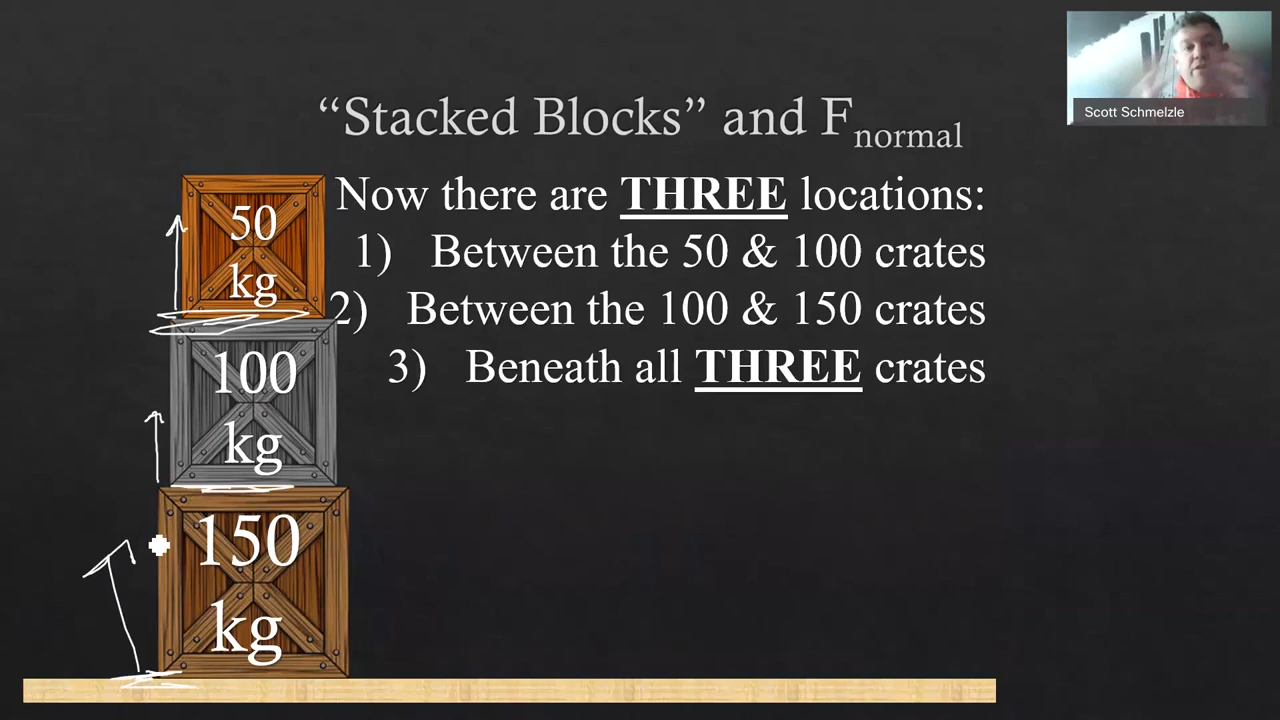 Scott Schmelzle
“Stacked Blocks” and Fnormal
Now there are THREE locations:
1) Between the 50 & 100 crates
2) Between the 100 & 150 crates
3) Beneath all THREE crates
50
kg
100
kg
150
kg